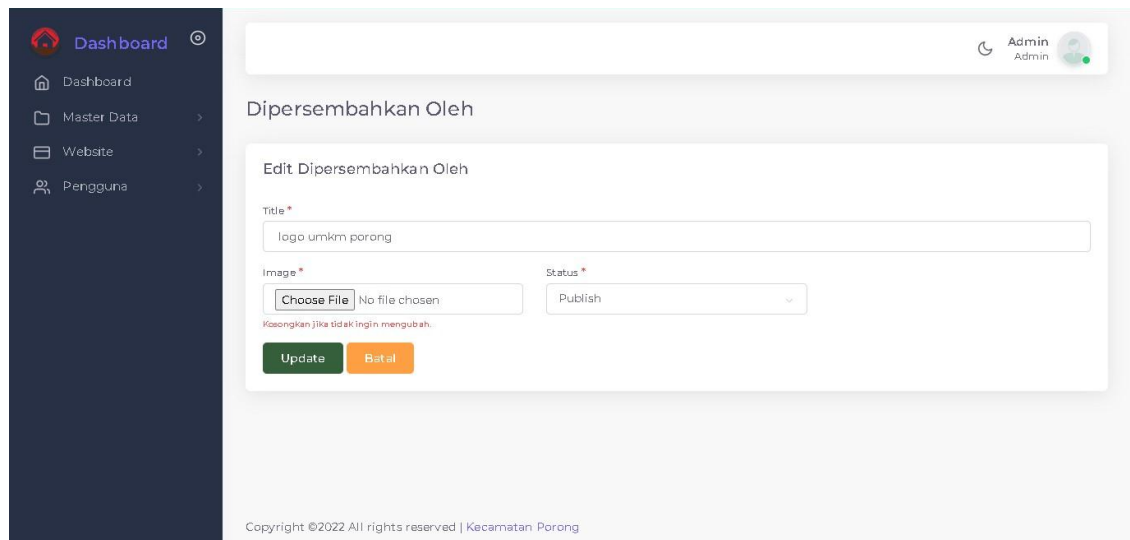 Dashboard
Dashboard
Master Data
Website
Pengguna
Admin
Admin
Dipersembahkan Oleh
Edit Dipersembahkan Oleh
Title *
logo umkm porong
Image * Status *
Choose File No file chosen Publish
Kosongkan jika tidak ingin mengubah.
Update Batal
Copyright ©2022 All rights reserved | Kecamatan Porong